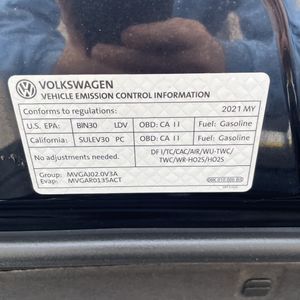 VOLKSWAGEN
VEHICLE EMISSION CONTROL INFORMATION
Conforms to regulations: 2021 MY
U.S. EPA: BIN30 LDV OBD: CA II Fuel: Gasoline
California: SULEV30 PC OBD: CA II Fuel: Gasoline
No adjustments needed.
DFI/TC/CAC/AIR/WU-TWC/
TWC/WR-HO2S/HO2S
Group: MVGAJ02.0V3A
Evap: MVGAR0135ACT